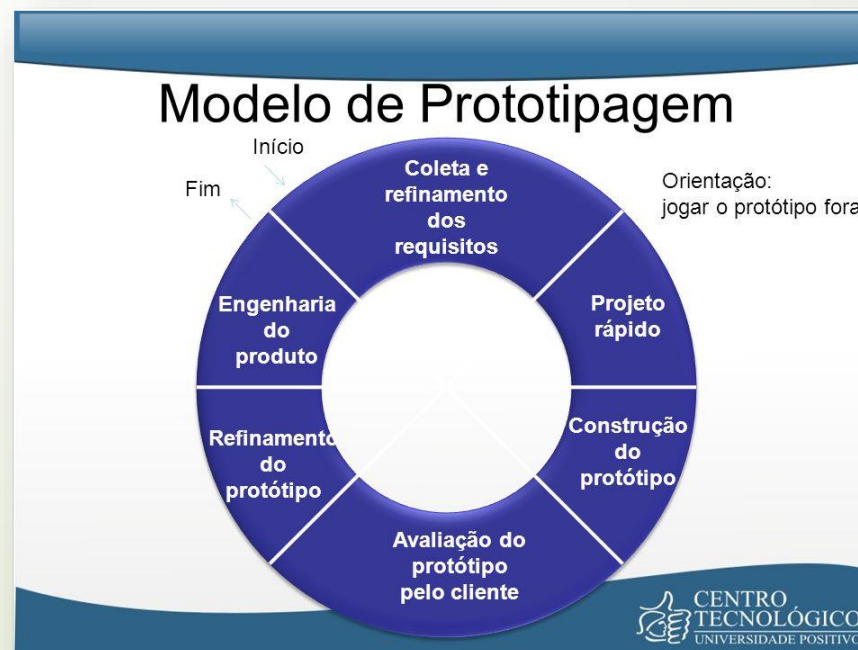 Modelo de Prototipagem
Início
Fim
Orientação:
jogar o protótipo fora
Coleta e
refinamento
dos
requisitos
Projeto
rápido
Construção
do
protótipo
Avaliação do
protótipo
pelo cliente
Refinamento
do
protótipo
Engenharia
do
produto
CENTRO
TECNOLÓGICO
UNIVERSIDADE POSITIVO